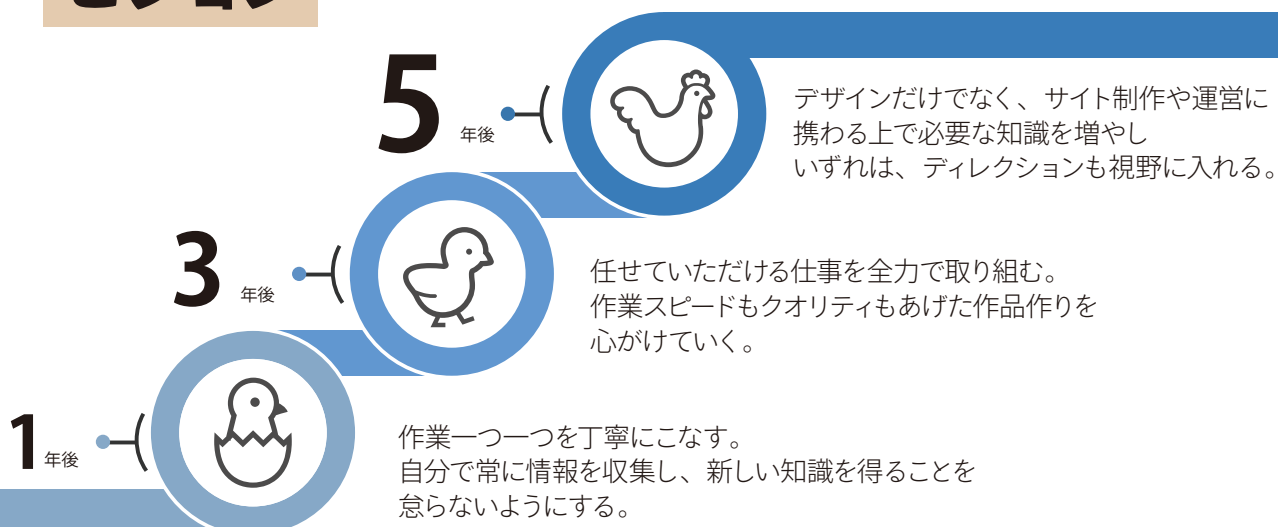 5年後
デザインだけでなく、サイト制作や運営に
携わる上で必要な知識を増やし
いずれは、ディレクションも視野に入れる。
3年後
任せていただける仕事を全力で取り組む。
作業スピードもクオリティもあげた作品作りを
心がけていく。
1年後
作業一つ一つを丁寧にこなす。
自分で常に情報を収集し、新しい知識を得ることを
怠らないようにする。